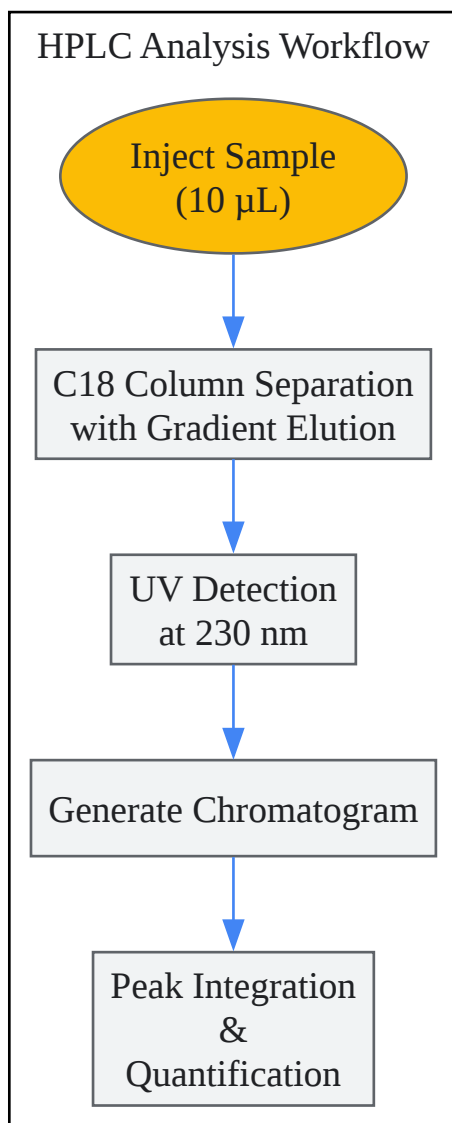 HPLC Analysis Workflow
Inject Sample
(10 µL)
C18 Column Separation
with Gradient Elution
UV Detection
at 230 nm
Generate Chromatogram
Peak Integration
&
Quantification